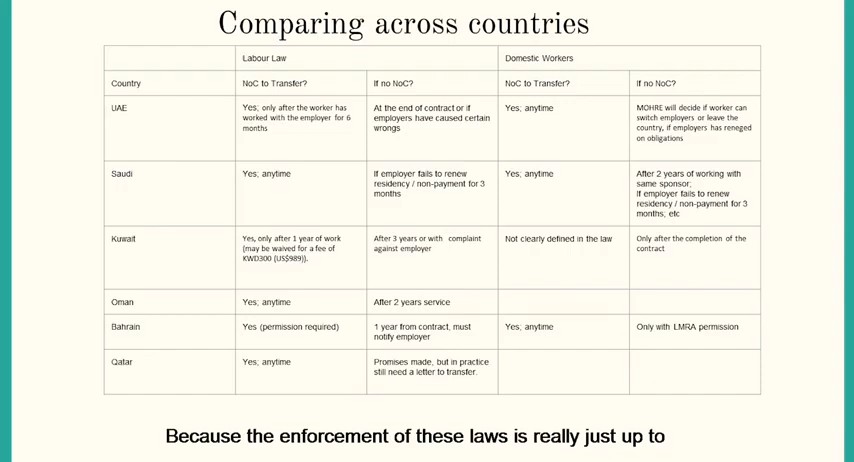 Comparing across countries
Labour Law
Domestic Workers
Country
NoC to Transfer?
If no NoC?
NoC to Transfer?
If no NoC?
UAE
Yes; only after the worker has
worked with the employer for 6
months
At the end of contract or if
employers have caused certain
wrongs
Yes; anytime
MOHRE will decide if worker can
switch employers or leave the
country, if employers has reneged
on obligations
Saudi
Yes; anytime
If employer fails to renew
residency / non-payment for 3
months
Yes; anytime
After 2 years of working with
same sponsor;
If employer fails to renew
residency / non-payment for 3
months; etc
Kuwait
Yes, only after 1 year of work
(may be waived for a fee of
KWD300 (US$989)).
After 3 years or with complaint
against employer
Not clearly defined in the law
Only after the completion of the
contract
Oman
Yes; anytime
After 2 years service
Bahrain
Yes (permission required)
1 year from contract, must
notify employer
Yes; anytime
Only with LMRA permission
Qatar
Yes; anytime
Promises made, but in practice
still need a letter to transfer.
Because the enforcement of these laws is really just up to